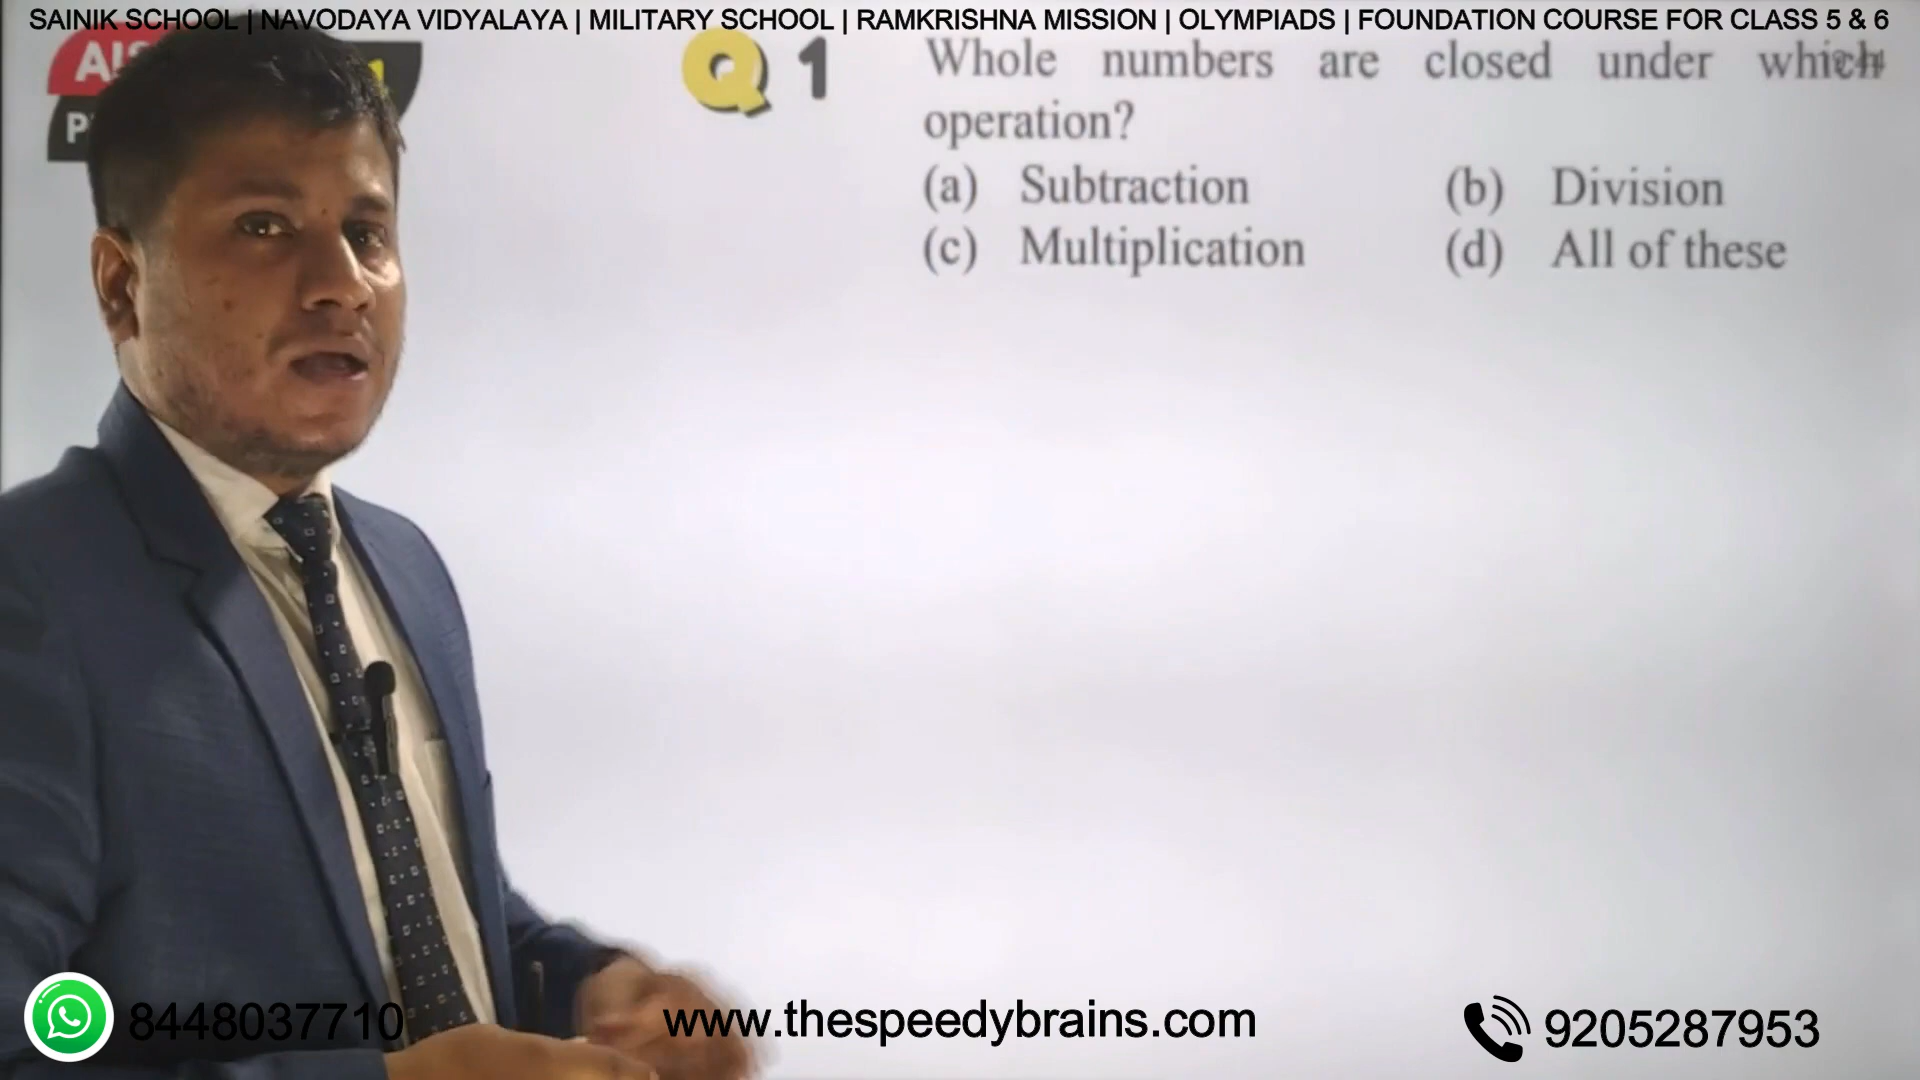 SAINIK SCHOOL | NAVODAYA VIDYALAYA | MILITARY SCHOOL | RAMKRISHNA MISSION | OLYMPIADS | FOUNDATION COURSE FOR CLASS 5 & 6
Q 1
Whole numbers are closed under which
operation?
(a) Subtraction (b) Division
(c) Multiplication (d) All of these
8448037710
www.thespeedybrains.com
9205287953